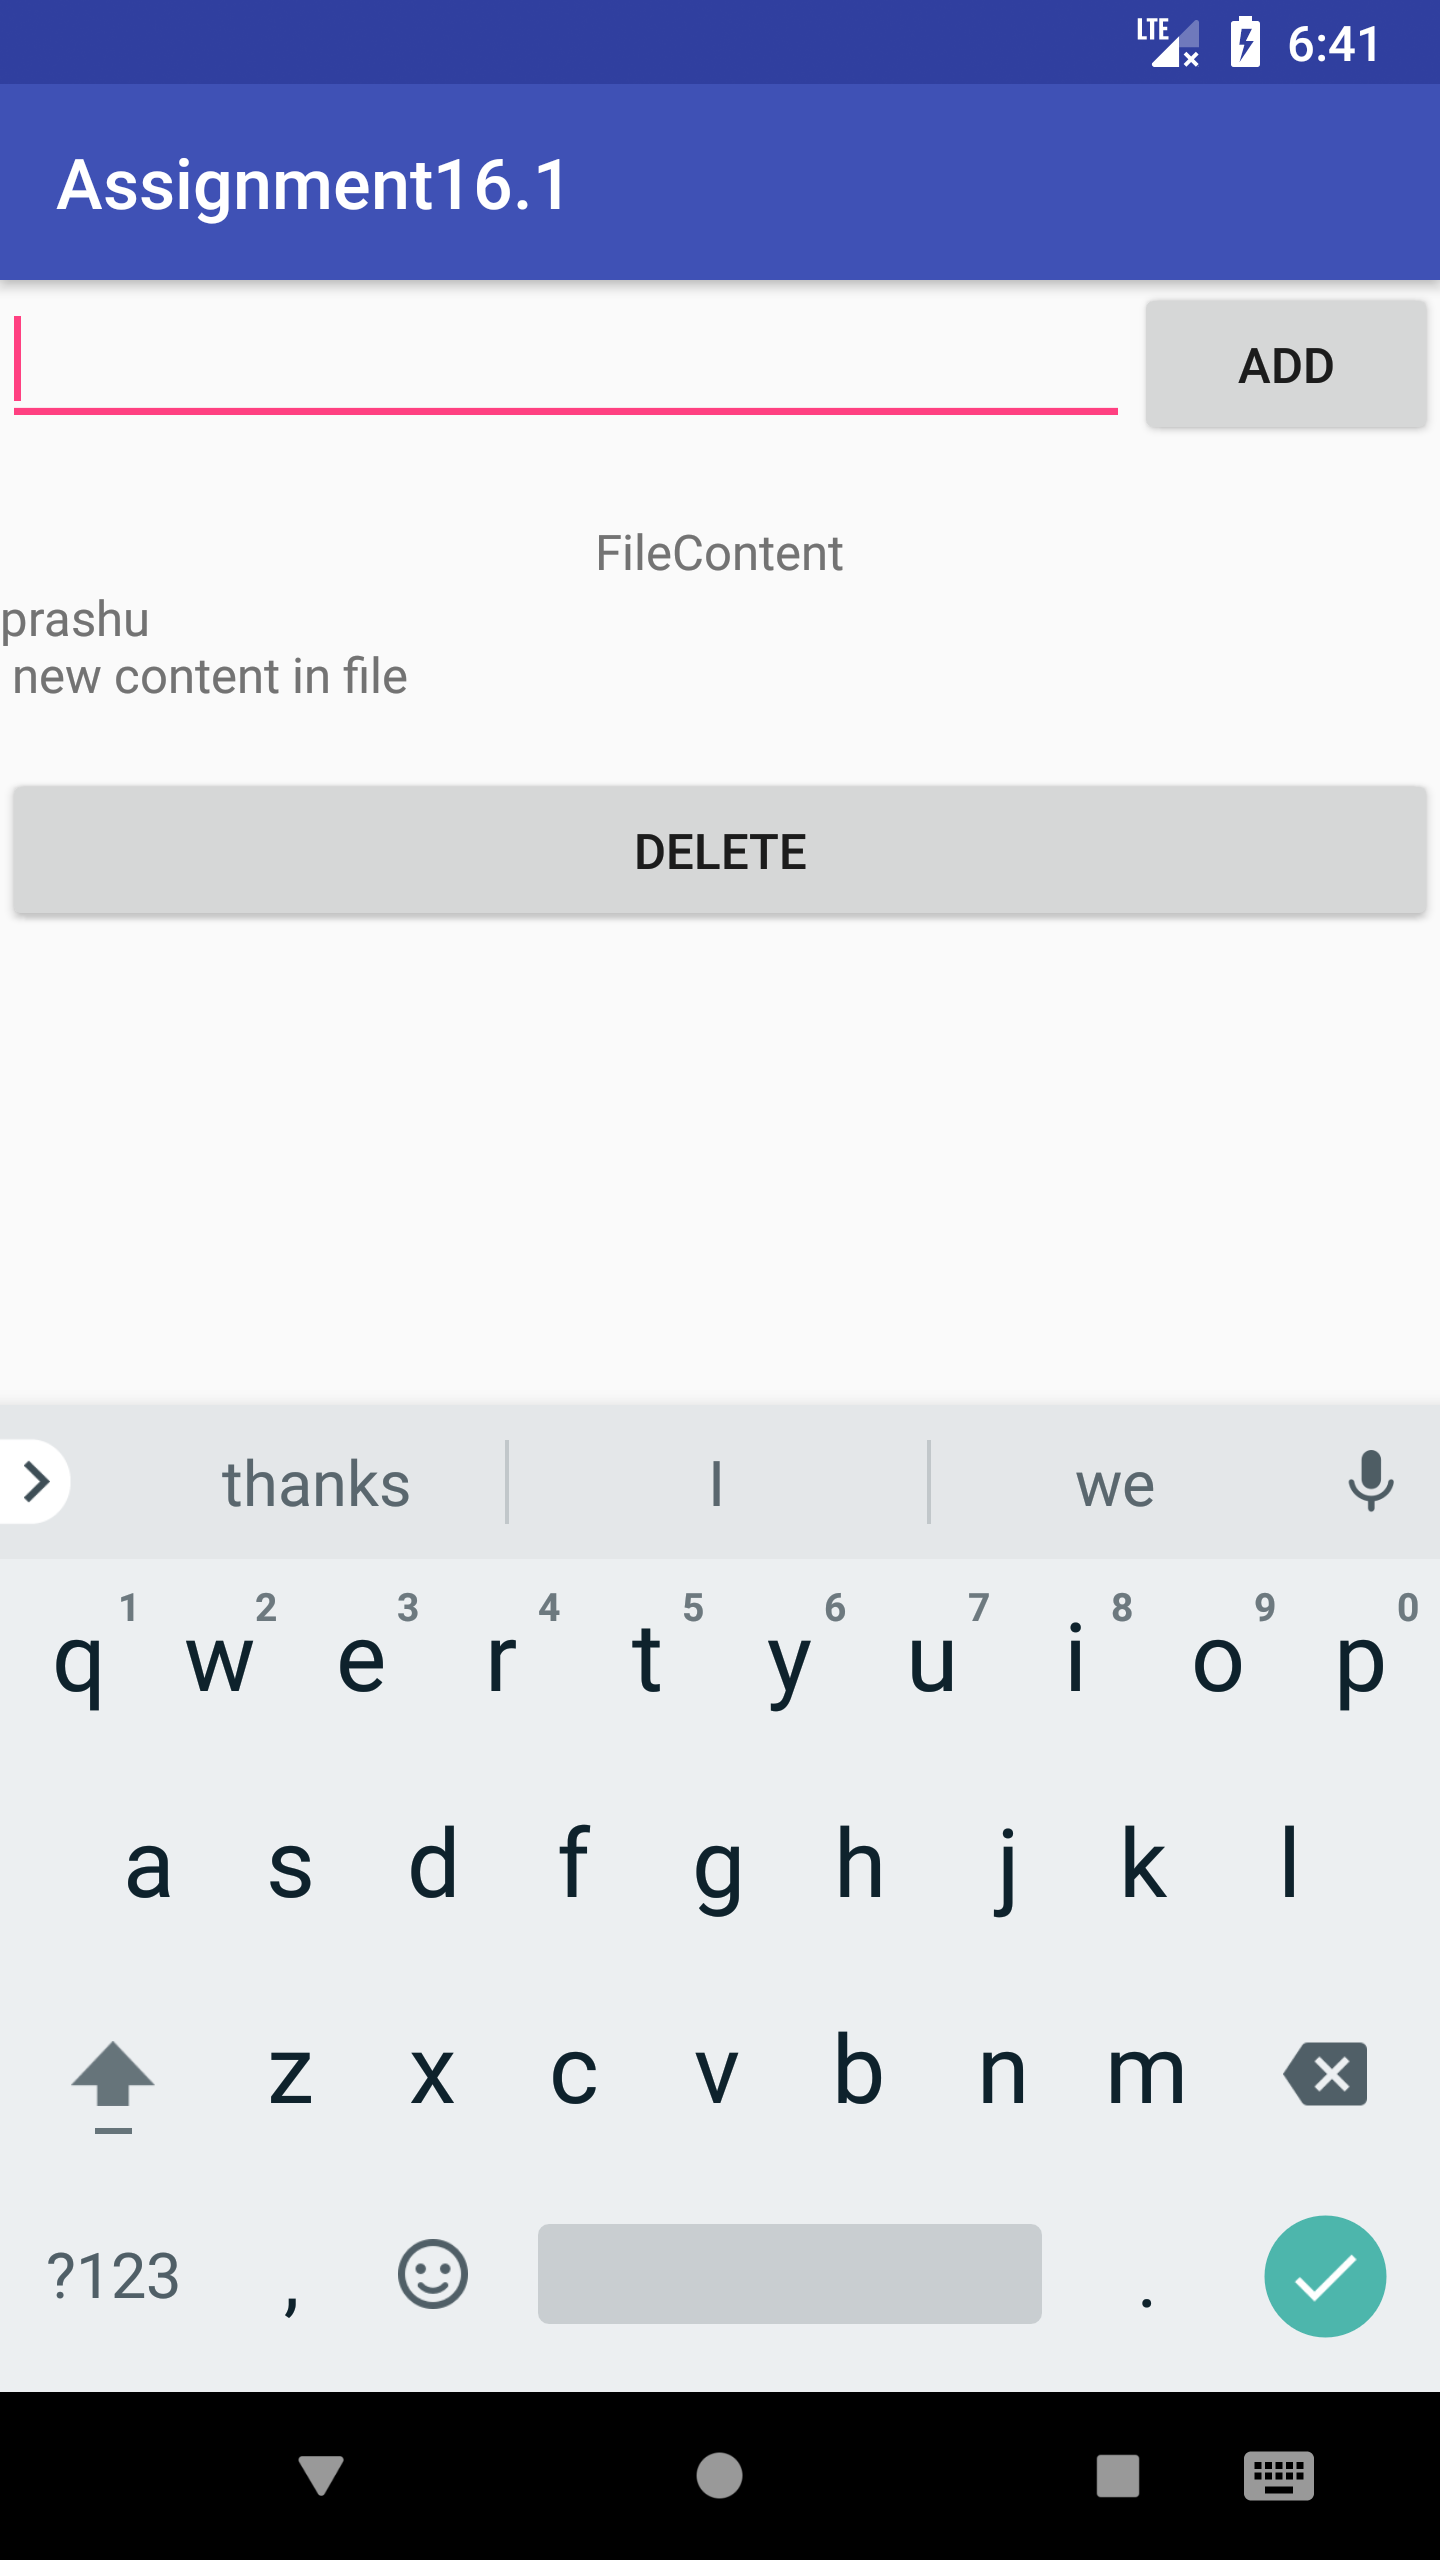 LTE 6:41
Assignment16.1
ADD
FileContent
prashu
new content in file
DELETE
thanks I we
1 2 3 4 5 6 7 8 9 0
q w e r t y u i o p
a s d f g h j k l
z x c v b n m
?123 , .